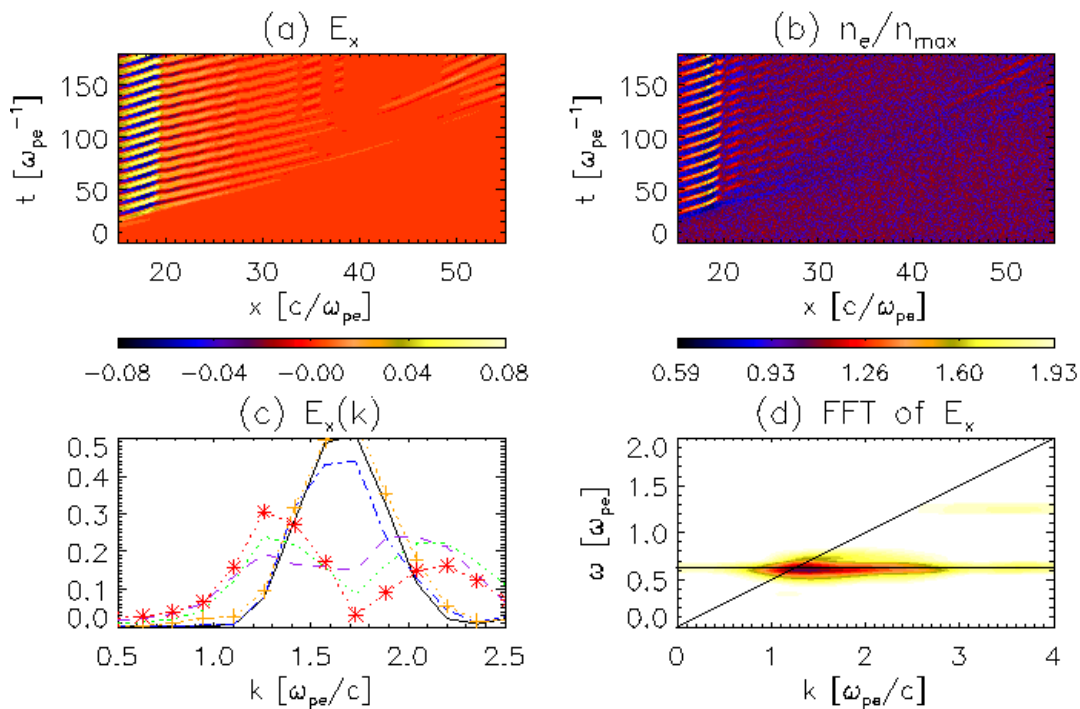 (a) Eₓ
(b) nₑ/n_max
t [ω_pe⁻¹]
150
100
50
0
20 30 40 50
x [c/ω_pe]
t [ω_pe⁻¹]
150
100
50
0
20 30 40 50
x [c/ω_pe]
−0.08 −0.04 −0.00 0.04 0.08
0.59 0.93 1.26 1.60 1.93
(c) Eₓ(k)
(d) FFT of Eₓ
0.5
0.4
0.3
0.2
0.1
0.0
0.5 1.0 1.5 2.0 2.5
k [ω_pe/c]
ω [ω_pe]
2.0
1.5
1.0
0.5
0.0
0 1 2 3 4
k [ω_pe/c]